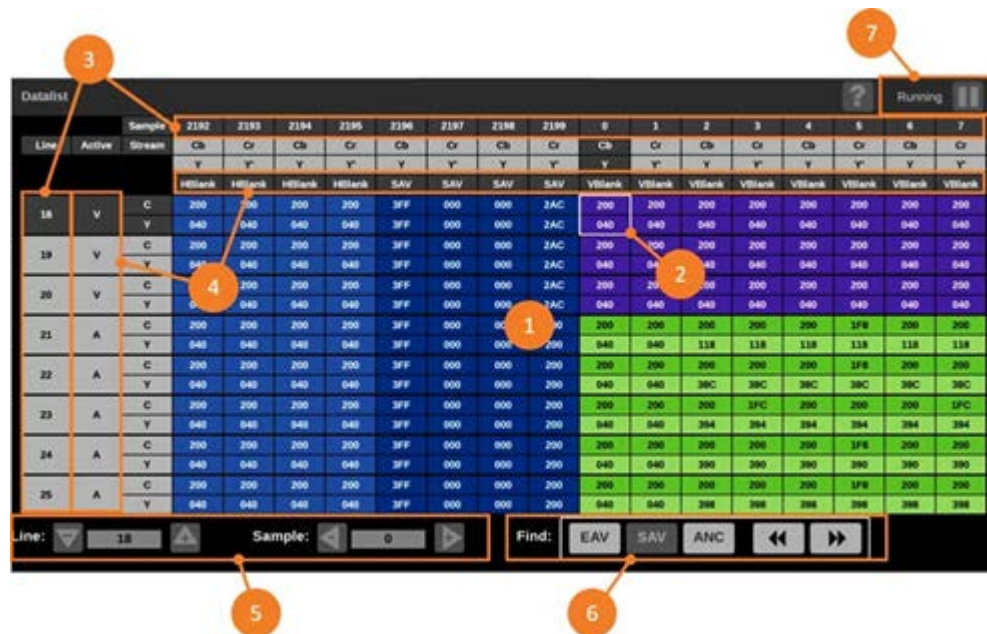 3
7
Datalist ? Running
Sample 2192 2193 2194 2195 2196 2197 2198 2199 0 1 2 3 4 5 6 7
Line Active Stream Cb Cr Cb Cr Cb Cr Cb Cr Cb Cr Cb Cr Cb Cr Cb Cr
Y Y' Y Y' Y Y' Y Y' Y Y' Y Y' Y Y' Y Y'
HBlank HBlank HBlank HBlank SAV SAV SAV SAV VBlank VBlank VBlank VBlank VBlank VBlank VBlank VBlank
18 V C 200 200 200 200 3FF 000 000 2AC 200 200 200 200 200 200 200 200
Y 040 040 040 040 3FF 000 000 2AC 040 040 040 040 040 040 040 040
19 V C 200 200 200 200 3FF 000 000 2AC 200 200 200 200 200 200 200
Y 040 040 040 3FF 000 000 2AC 040 040 040 040 040 040 040
2
20 V C 200 200 200 3FF 000 000 2AC 200 200 200 200 200 200 200
4
Y 040 040 3FF 000 000 2AC 040 040 040 040 040 040 040 040
21 A C 200 200 200 200 3FF 000 200 200 200 200 200 1F8 200 200
1
Y 040 040 040 040 3FF 000 200 040 040 118 118 118 118 118 118
22 A C 200 200 200 200 3FF 000 000 200 200 200 200 200 200 1F8 200 200
Y 040 040 040 040 3FF 000 000 200 040 040 38C 38C 38C 38C 38C 38C
23 A C 200 200 200 200 3FF 000 000 200 200 200 200 1FC 200 200 200 1FC
Y 040 040 040 040 3FF 000 000 200 040 040 394 394 394 394 394 394
24 A C 200 200 200 200 3FF 000 000 200 200 200 200 200 200 1F8 200 200
Y 040 040 040 040 3FF 000 000 200 040 040 390 390 390 390 390 390
25 A C 200 200 200 200 3FF 000 000 200 200 200 200 200 200 1F8 200 200
Y 040 040 040 040 3FF 000 000 200 040 040 398 398 398 398 398 398
Line: 18 Sample: 0 Find: EAV SAV ANC
5
6